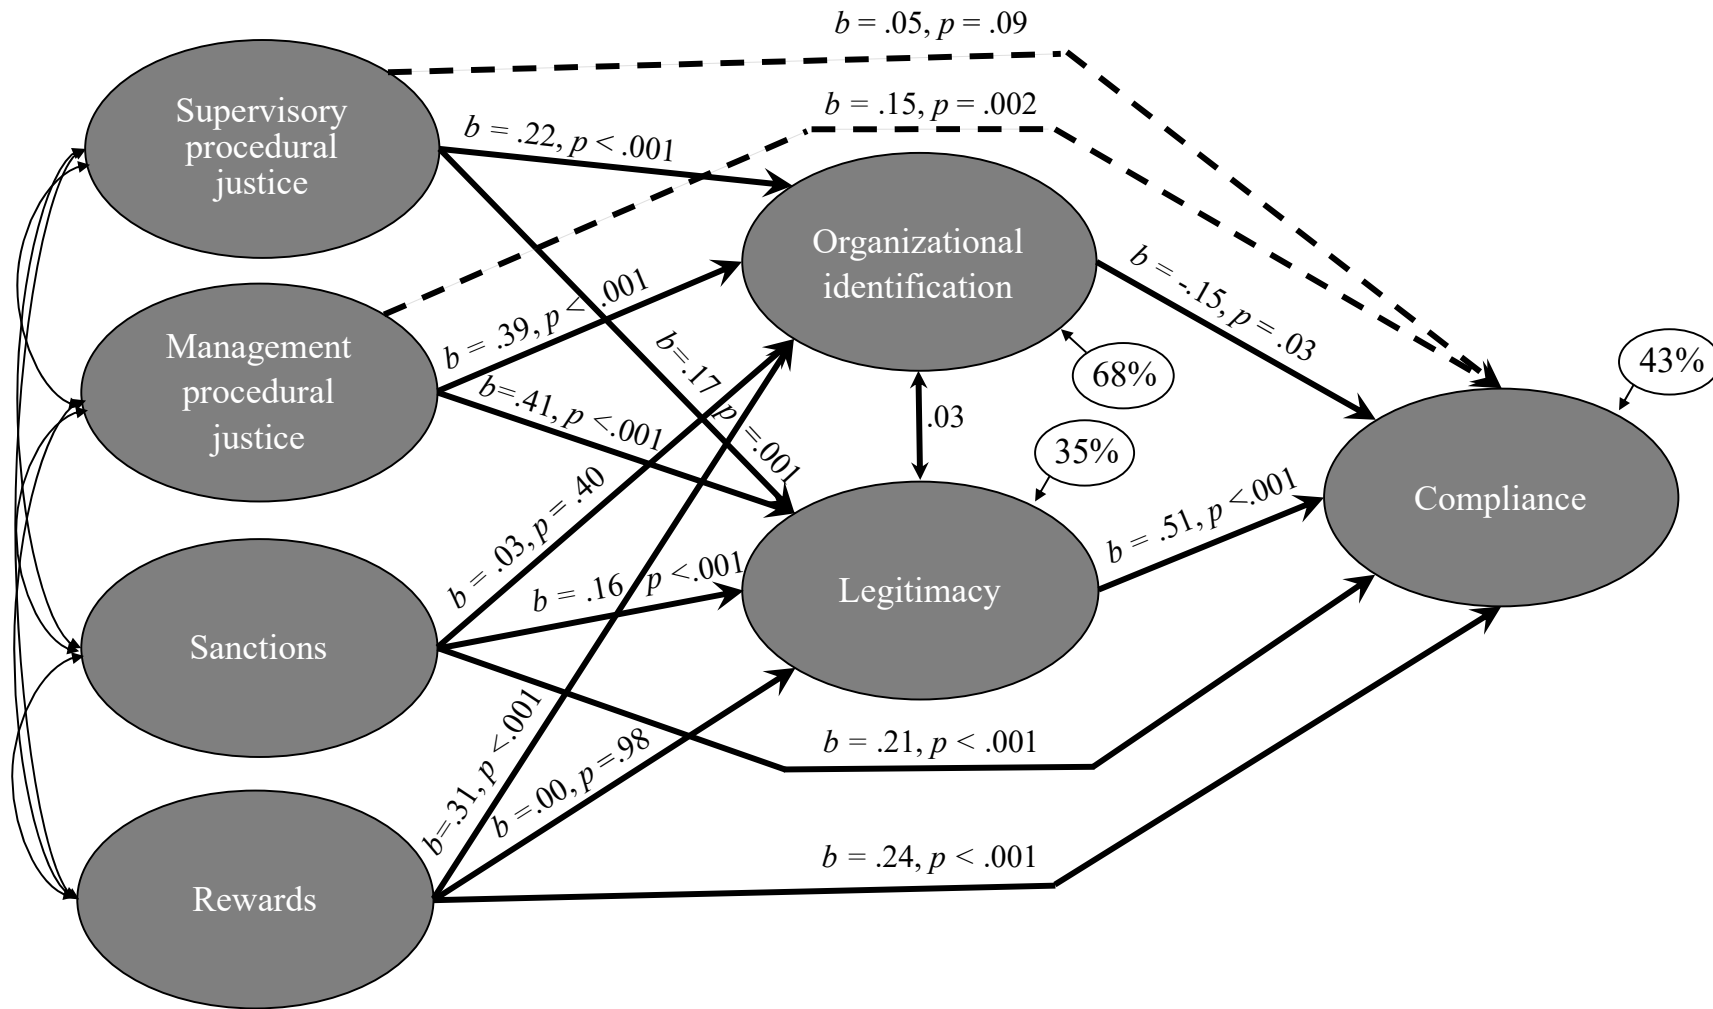 b = .05, p = .09
b = .15, p = .002
Supervisory
procedural
justice
b = .22, p < .001
Organizational
identification
b = -.15, p = .03
b = .39, p < .001
Management
procedural
justice
b=.17 p =.001
b=.41, p <.001
68%
43%
.03
35%
Compliance
b = .51, p <.001
b = .03, p = .40
b = .16, p <.001
Legitimacy
Sanctions
b=.31, p <.001
b =.00, p =.98
b = .21, p < .001
b = .24, p < .001
Rewards